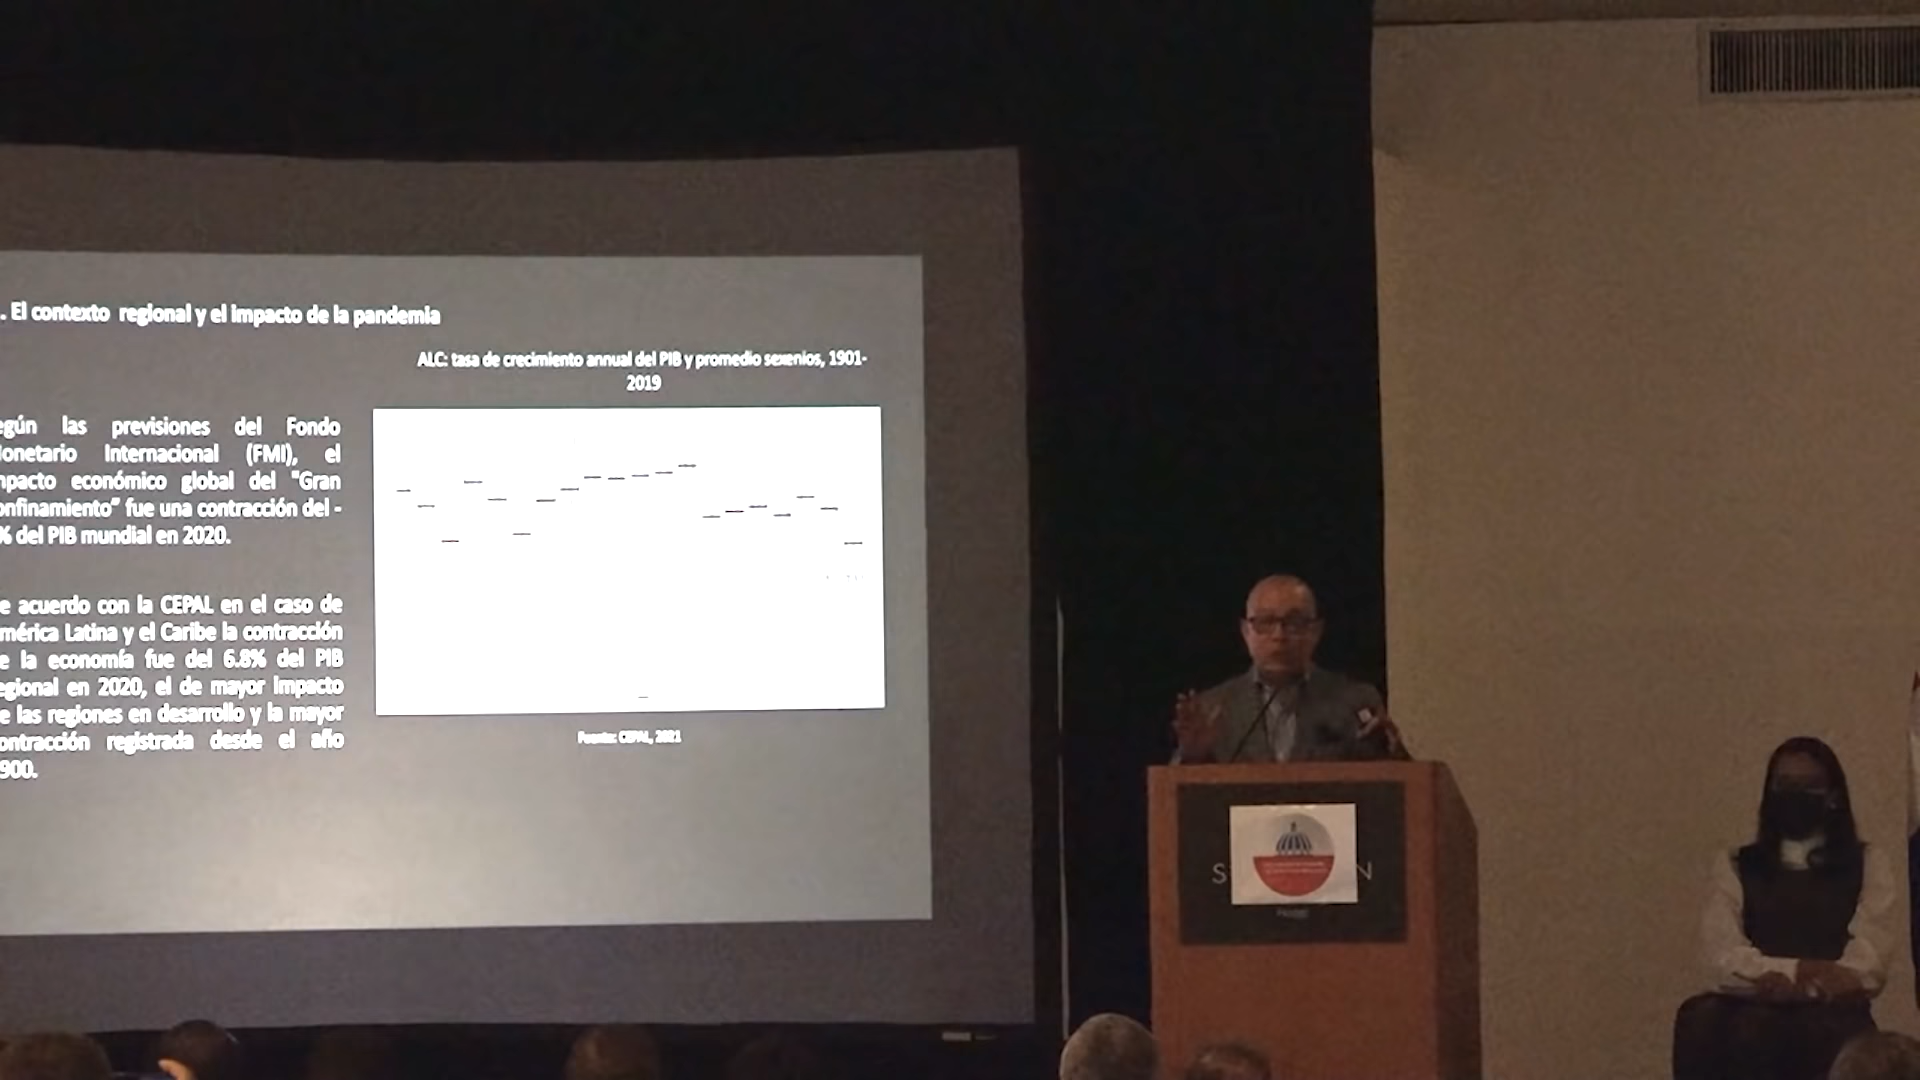 . El contexto regional y el impacto de la pandemia
ALC: tasa de crecimiento annual del PIB y promedio sexenios, 1901-
2019
egún las previsiones del Fondo
onetario Internacional (FMI), el
mpacto económico global del "Gran
onfinamiento" fue una contracción del -
% del PIB mundial en 2020.
e acuerdo con la CEPAL en el caso de
mérica Latina y el Caribe la contracción
e la economía fue del 6.8% del PIB
egional en 2020, el de mayor impacto
e las regiones en desarrollo y la mayor
ontracción registrada desde el año
900.
Fuente: CEPAL, 2021
S N